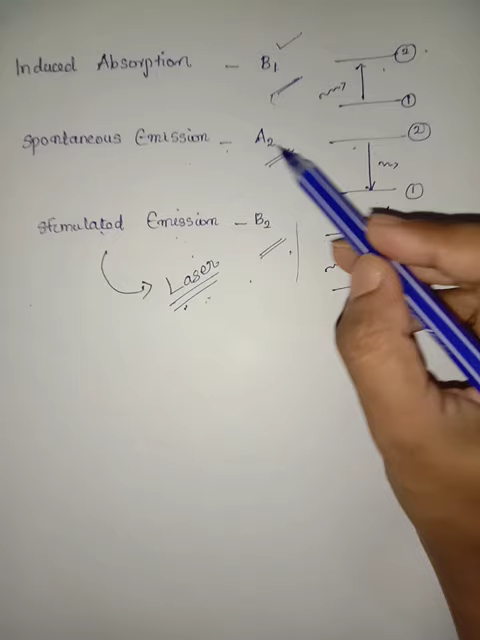 Induced Absorption - B1 ②
①
Spontaneous Emission - A2 ②
①
Stimulated Emission - B2
Laser